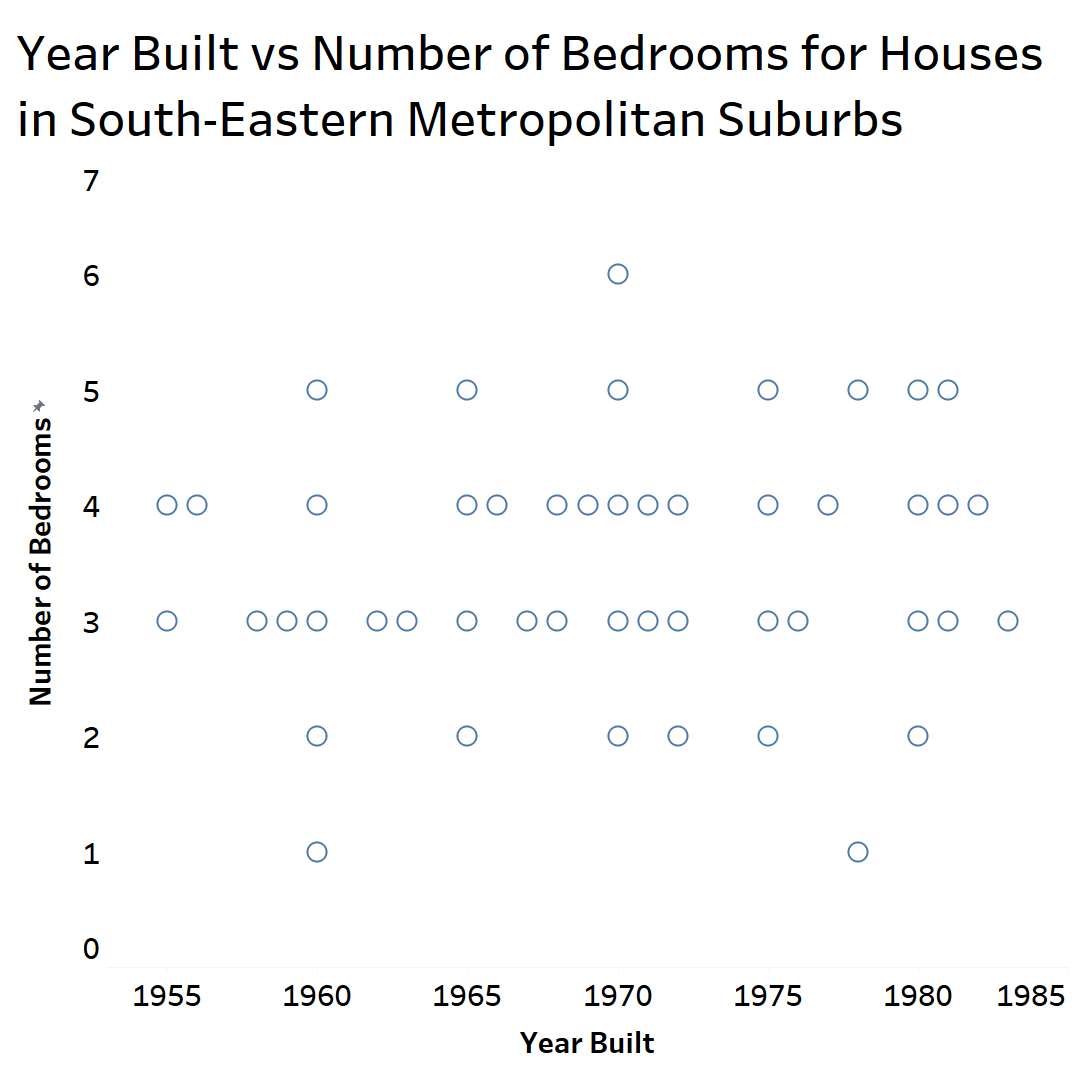 Year Built vs Number of Bedrooms for Houses
in South-Eastern Metropolitan Suburbs
7
6
5
4
3
2
1
0
Number of Bedrooms
1955 1960 1965 1970 1975 1980 1985
Year Built